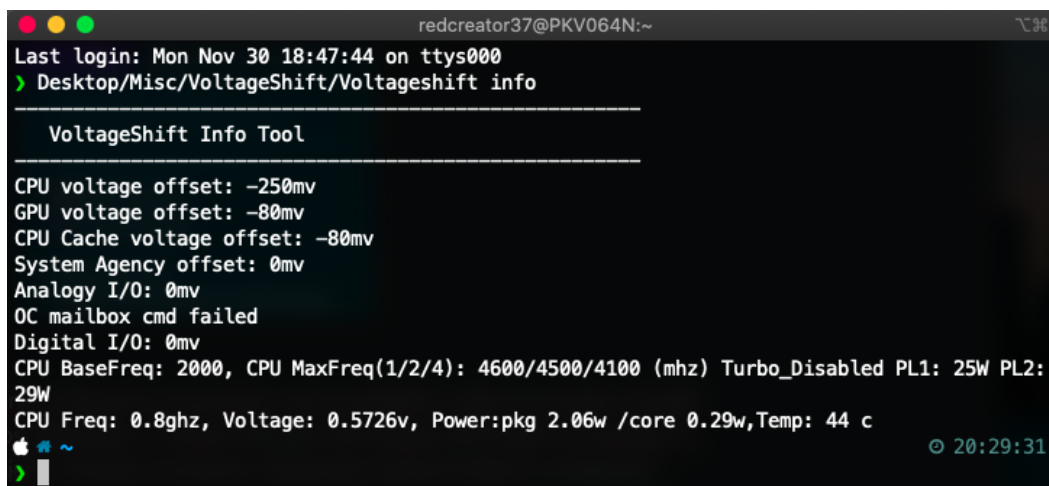 redcreator37@PKV064N:~
⌥⌘
Last login: Mon Nov 30 18:47:44 on ttys000
❯ Desktop/Misc/VoltageShift/Voltageshift info
------------------------------------------------------
   VoltageShift Info Tool
------------------------------------------------------
CPU voltage offset: -250mv
GPU voltage offset: -80mv
CPU Cache voltage offset: -80mv
System Agency offset: 0mv
Analogy I/O: 0mv
OC mailbox cmd failed
Digital I/O: 0mv
CPU BaseFreq: 2000, CPU MaxFreq(1/2/4): 4600/4500/4100 (mhz) Turbo_Disabled PL1: 25W PL2:
29W
CPU Freq: 0.8ghz, Voltage: 0.5726v, Power:pkg 2.06w /core 0.29w,Temp: 44 c
~ 20:29:31
❯